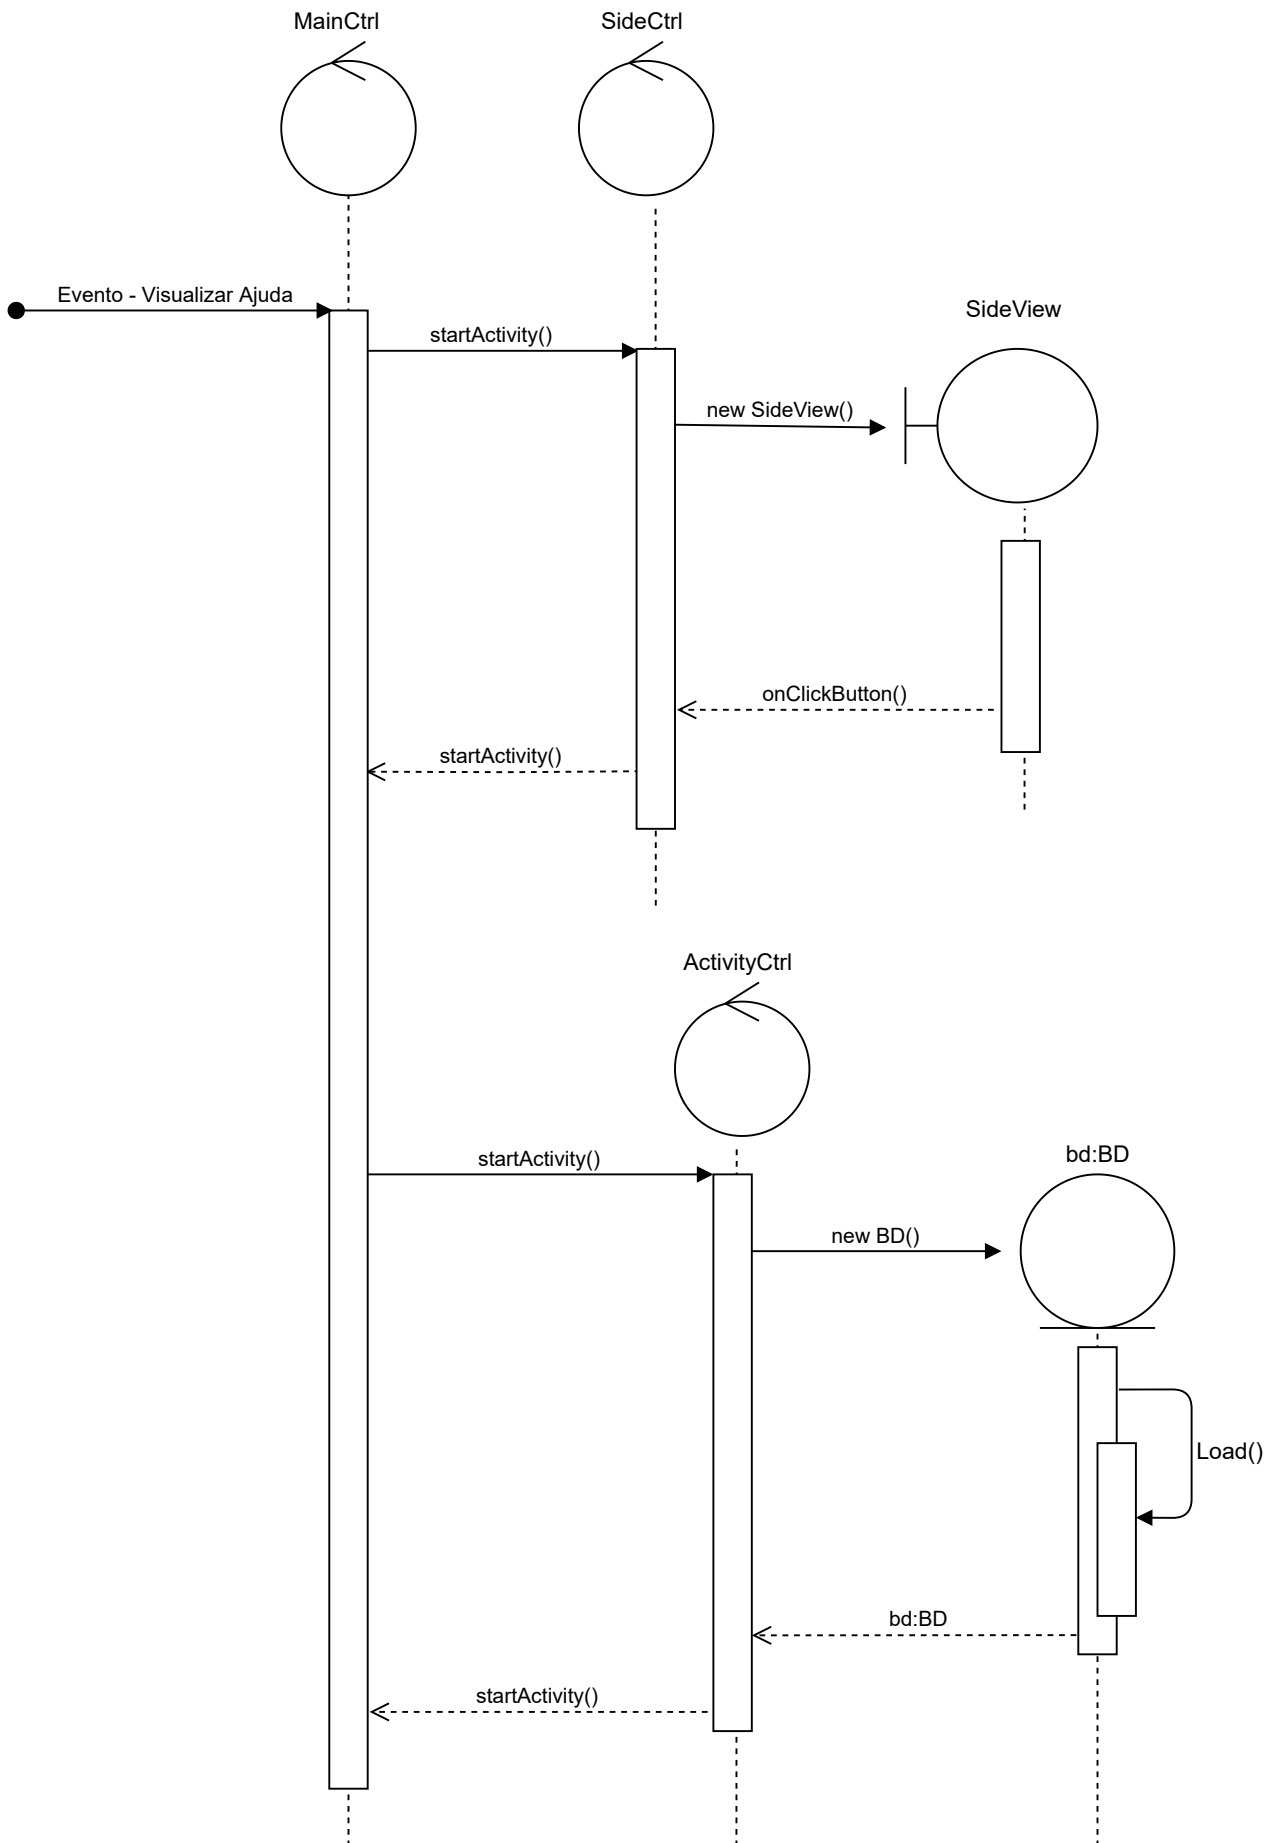 MainCtrl
SideCtrl
Evento - Visualizar Ajuda
SideView
startActivity()
new SideView()
onClickButton()
startActivity()
ActivityCtrl
bd:BD
startActivity()
new BD()
Load()
bd:BD
startActivity()